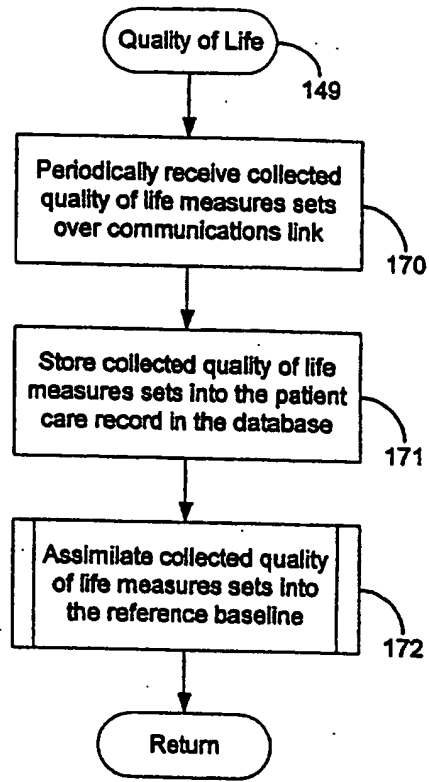 Quality of Life
149
Periodically receive collected
quality of life measures sets
over communications link
170
Store collected quality of life
measures sets into the patient
care record in the database
171
Assimilate collected quality
of life measures sets into
the reference baseline
172
Return